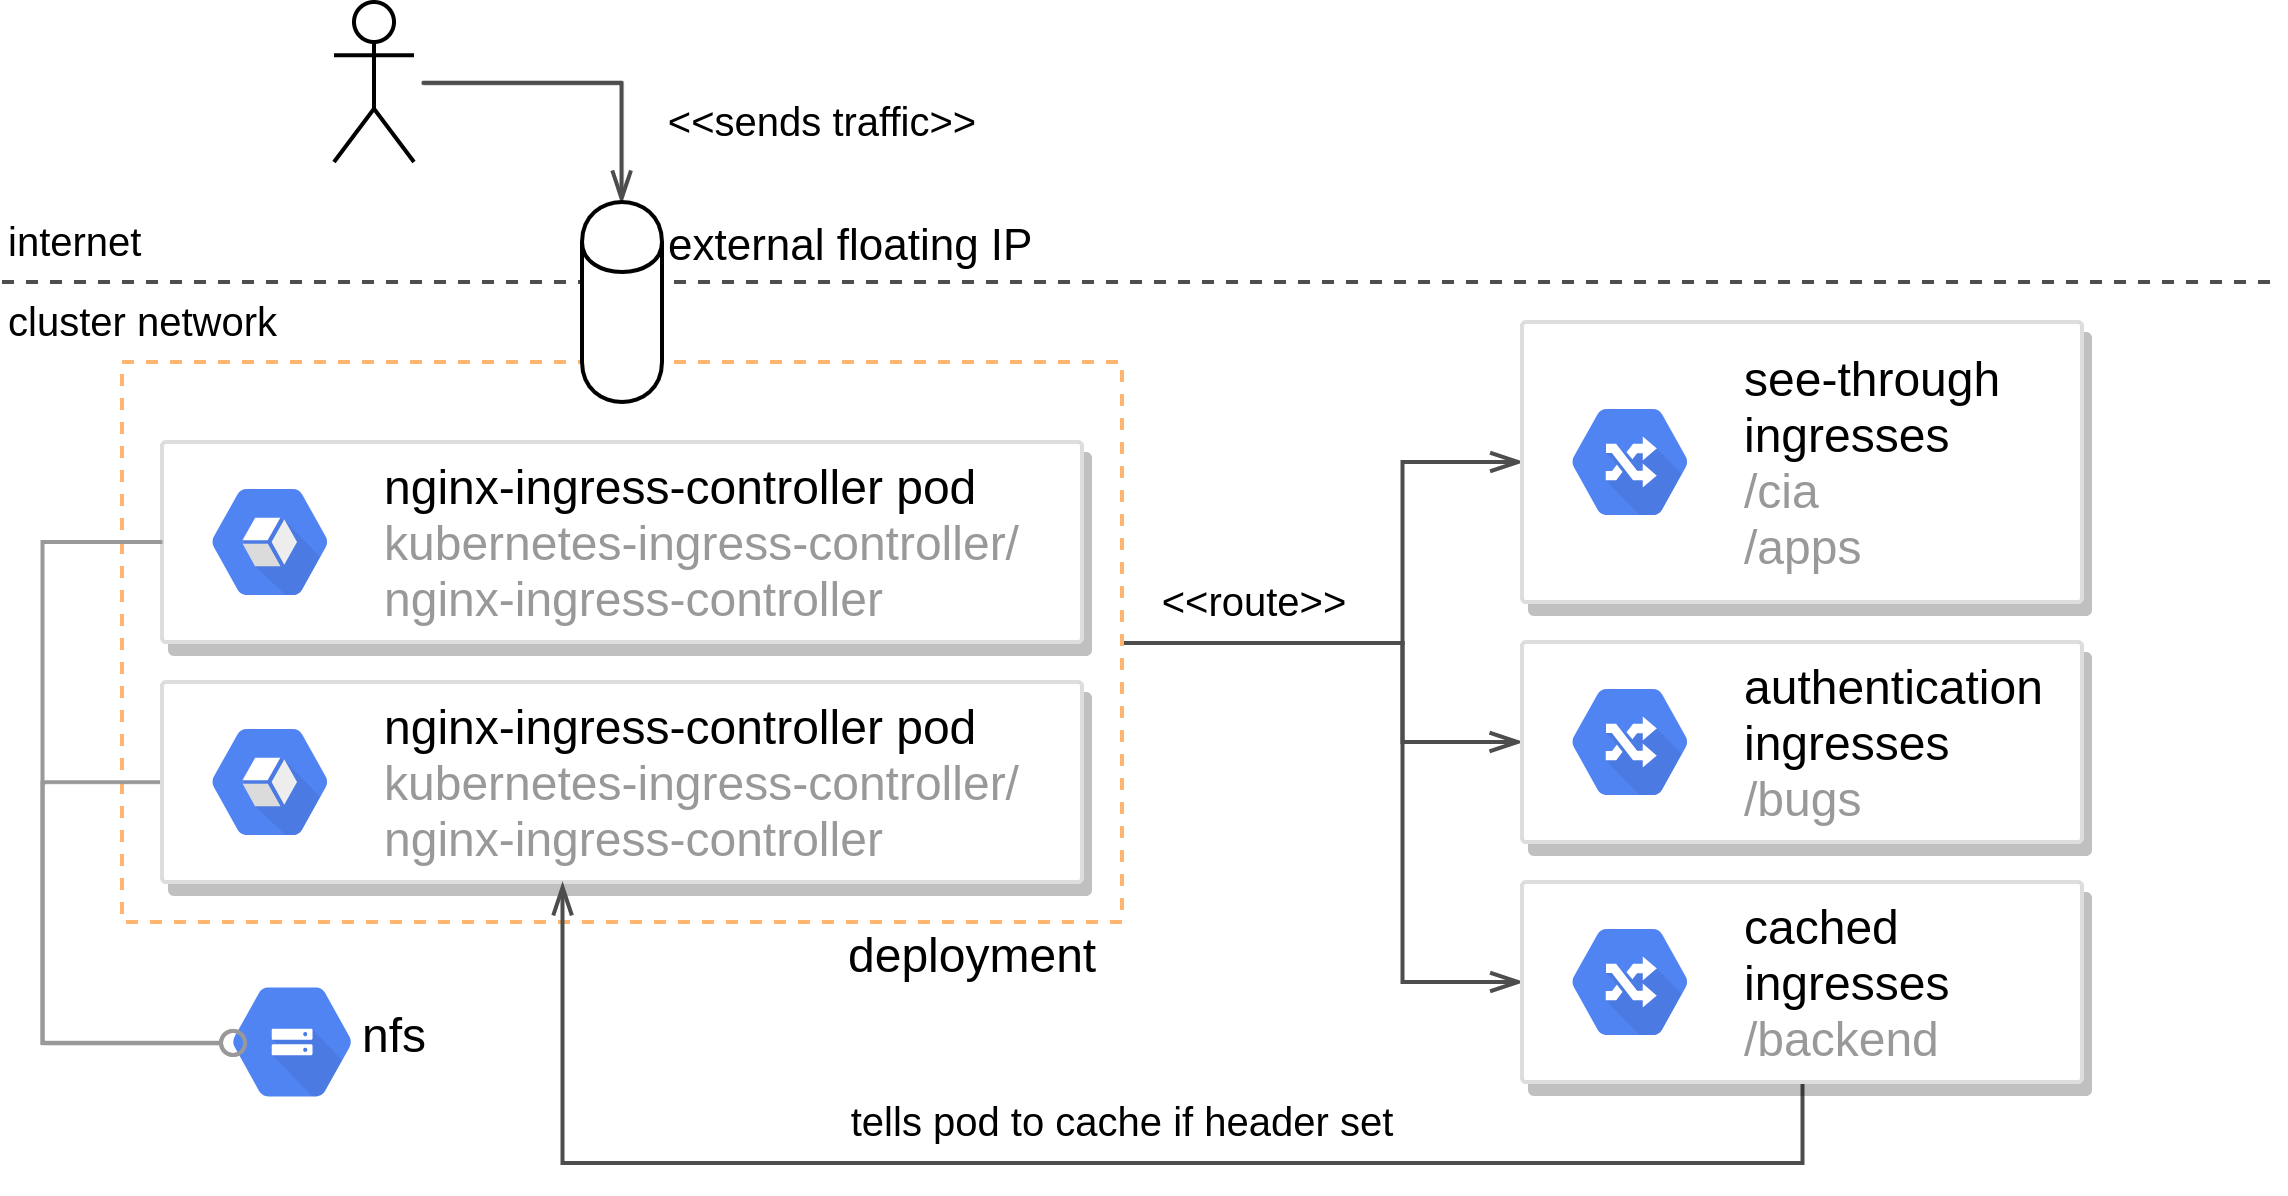 <<sends traffic>>
internet
external floating IP
cluster network
nginx-ingress-controller pod
kubernetes-ingress-controller/
nginx-ingress-controller
nginx-ingress-controller pod
kubernetes-ingress-controller/
nginx-ingress-controller
deployment
nfs
<<route>>
see-through
ingresses
/cia
/apps
authentication
ingresses
/bugs
cached
ingresses
/backend
tells pod to cache if header set